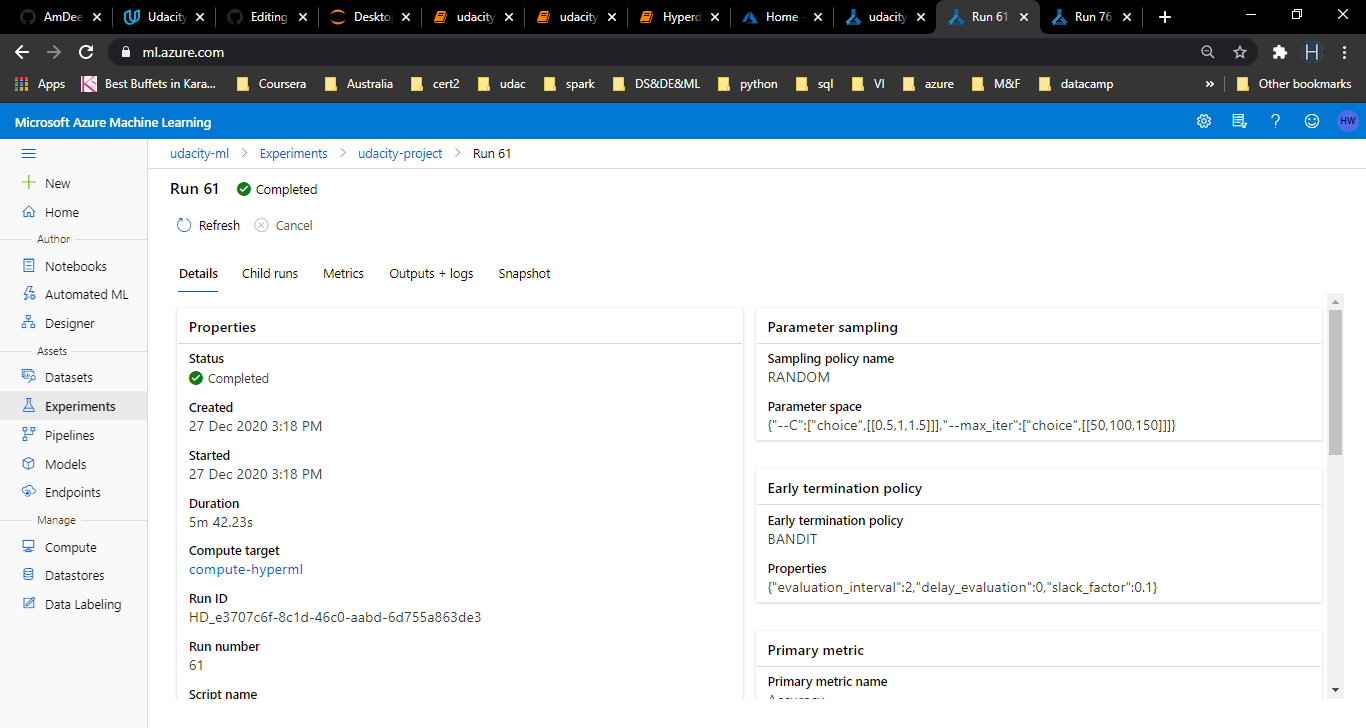 AmDee
Udacity
Editing
Desktop
udacity
udacity
Hyperd
Home -
udacity
Run 61
Run 76
ml.azure.com
H
Apps
Best Buffets in Kara...
Coursera
Australia
cert2
udac
spark
DS&DE&ML
python
sql
VI
azure
M&F
datacamp
»
Other bookmarks
Microsoft Azure Machine Learning
HW
udacity-ml > Experiments > udacity-project > Run 61
New
Home
Author
Notebooks
Automated ML
Designer
Assets
Datasets
Experiments
Pipelines
Models
Endpoints
Manage
Compute
Datastores
Data Labeling
Run 61 Completed
Refresh Cancel
Details Child runs Metrics Outputs + logs Snapshot
Properties
Status
Completed
Created
27 Dec 2020 3:18 PM
Started
27 Dec 2020 3:18 PM
Duration
5m 42.23s
Compute target
compute-hyperml
Run ID
HD_e3707c6f-8c1d-46c0-aabd-6d755a863de3
Run number
61
Script name
Parameter sampling
Sampling policy name
RANDOM
Parameter space
{"--C":["choice",[[0.5,1,1.5]]],"--max_iter":["choice",[[50,100,150]]]}
Early termination policy
Early termination policy
BANDIT
Properties
{"evaluation_interval":2,"delay_evaluation":0,"slack_factor":0.1}
Primary metric
Primary metric name
Accuracy